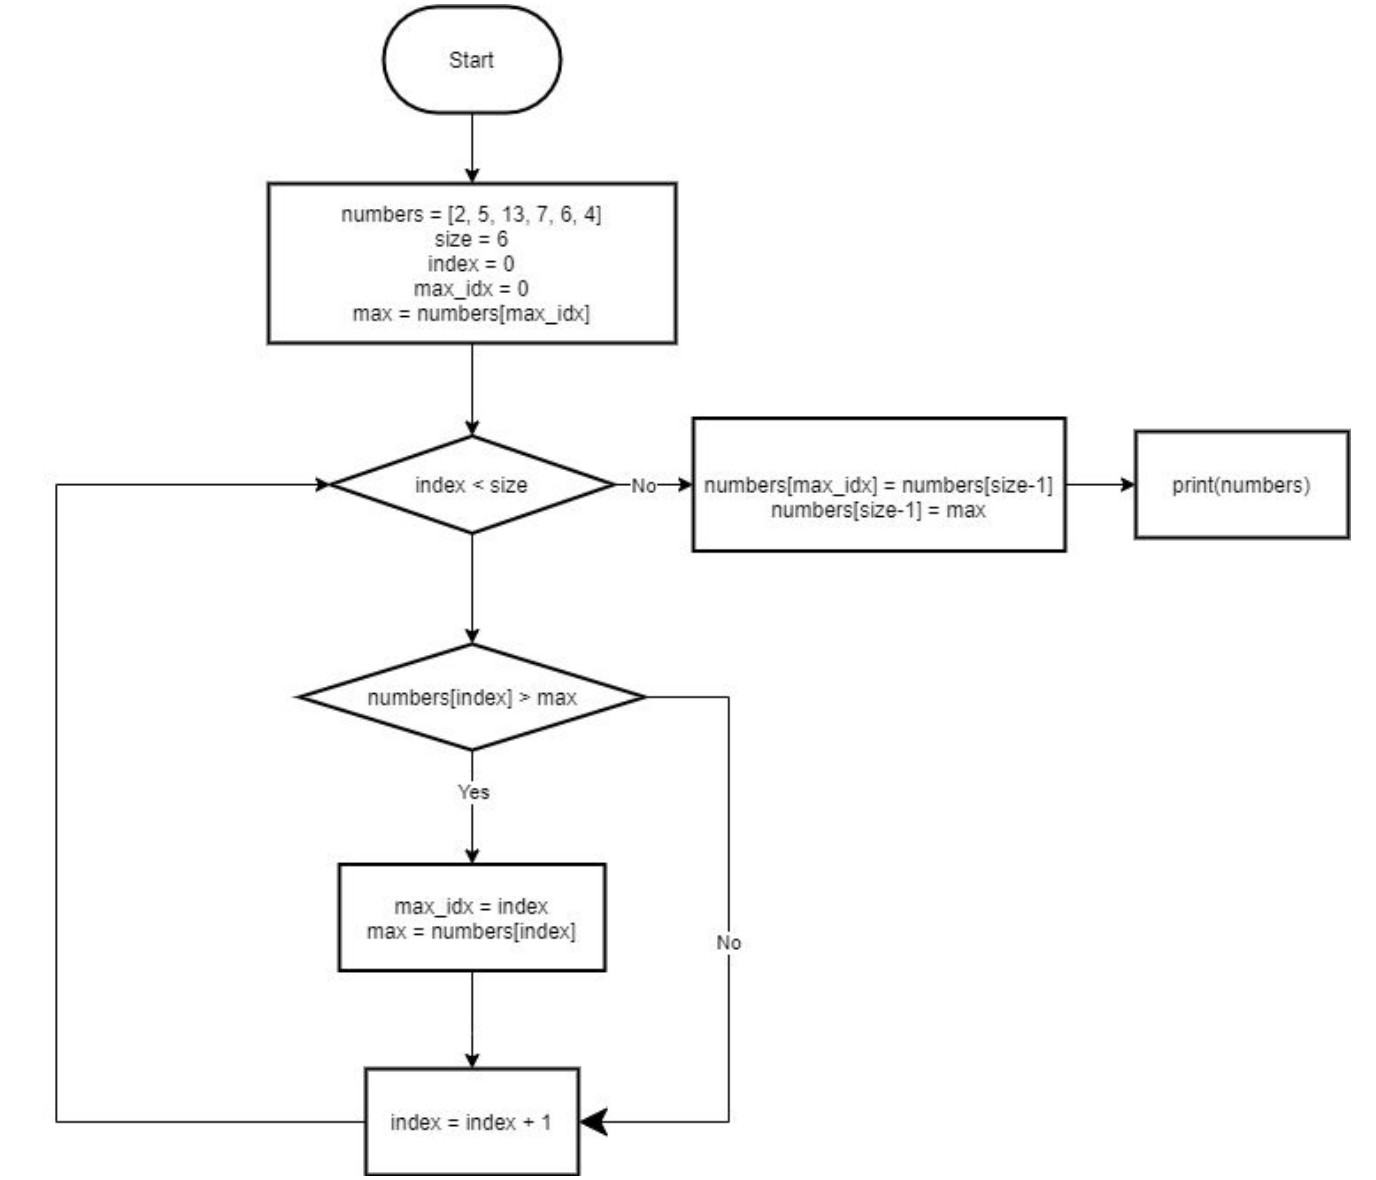 Start
numbers = [2, 5, 13, 7, 6, 4]
size = 6
index = 0
max_idx = 0
max = numbers[max_idx]
index < size
No
numbers[max_idx] = numbers[size-1]
numbers[size-1] = max
print(numbers)
numbers[index] > max
Yes
max_idx = index
max = numbers[index]
No
index = index + 1